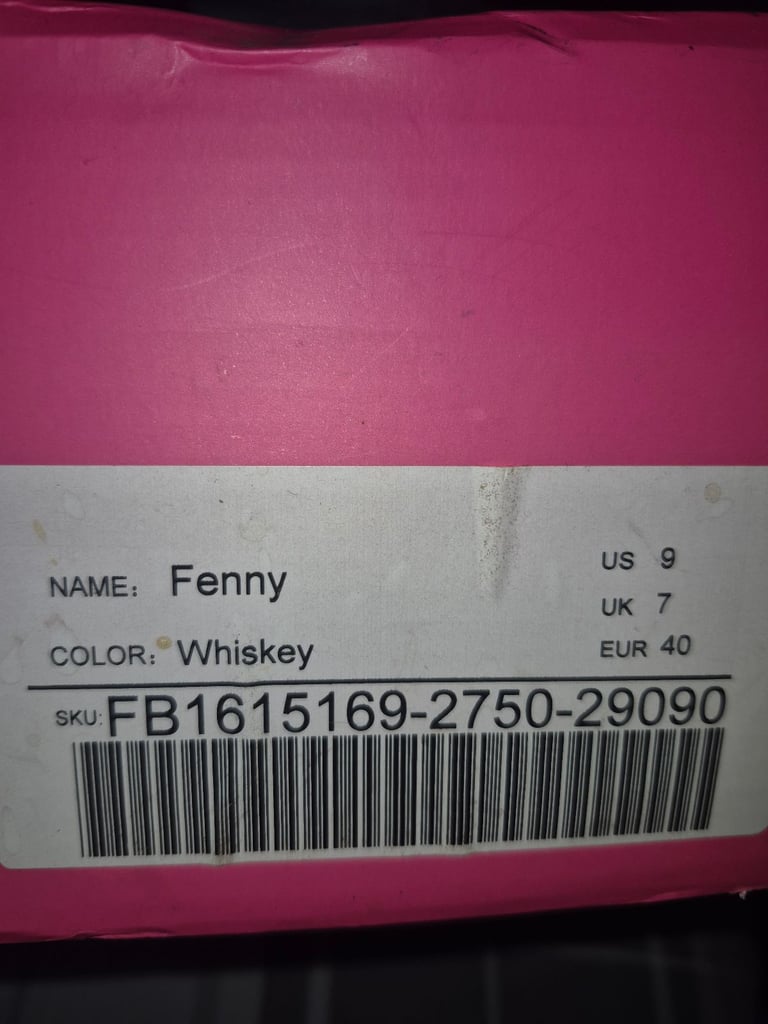 NAME: Fenny
COLOR: Whiskey
US 9
UK 7
EUR 40
SKU: FB1615169-2750-29090